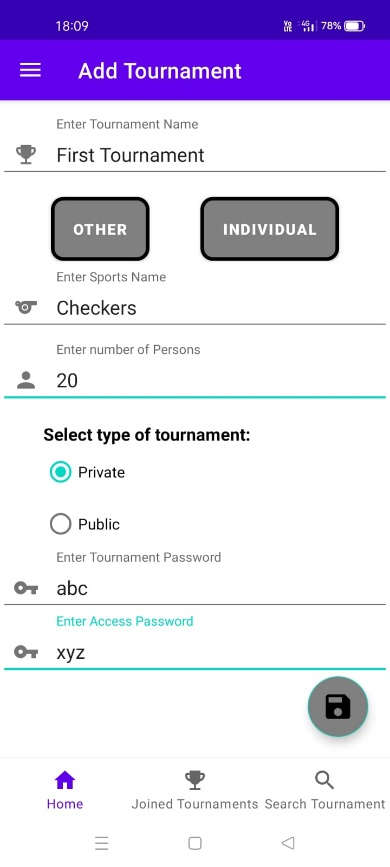 18:09
Vo LTE 4G 78%
Add Tournament
Enter Tournament Name
First Tournament
OTHER INDIVIDUAL
Enter Sports Name
Checkers
Enter number of Persons
20
Select type of tournament:
Private
Public
Enter Tournament Password
abc
Enter Access Password
xyz
Home Joined Tournaments Search Tournament